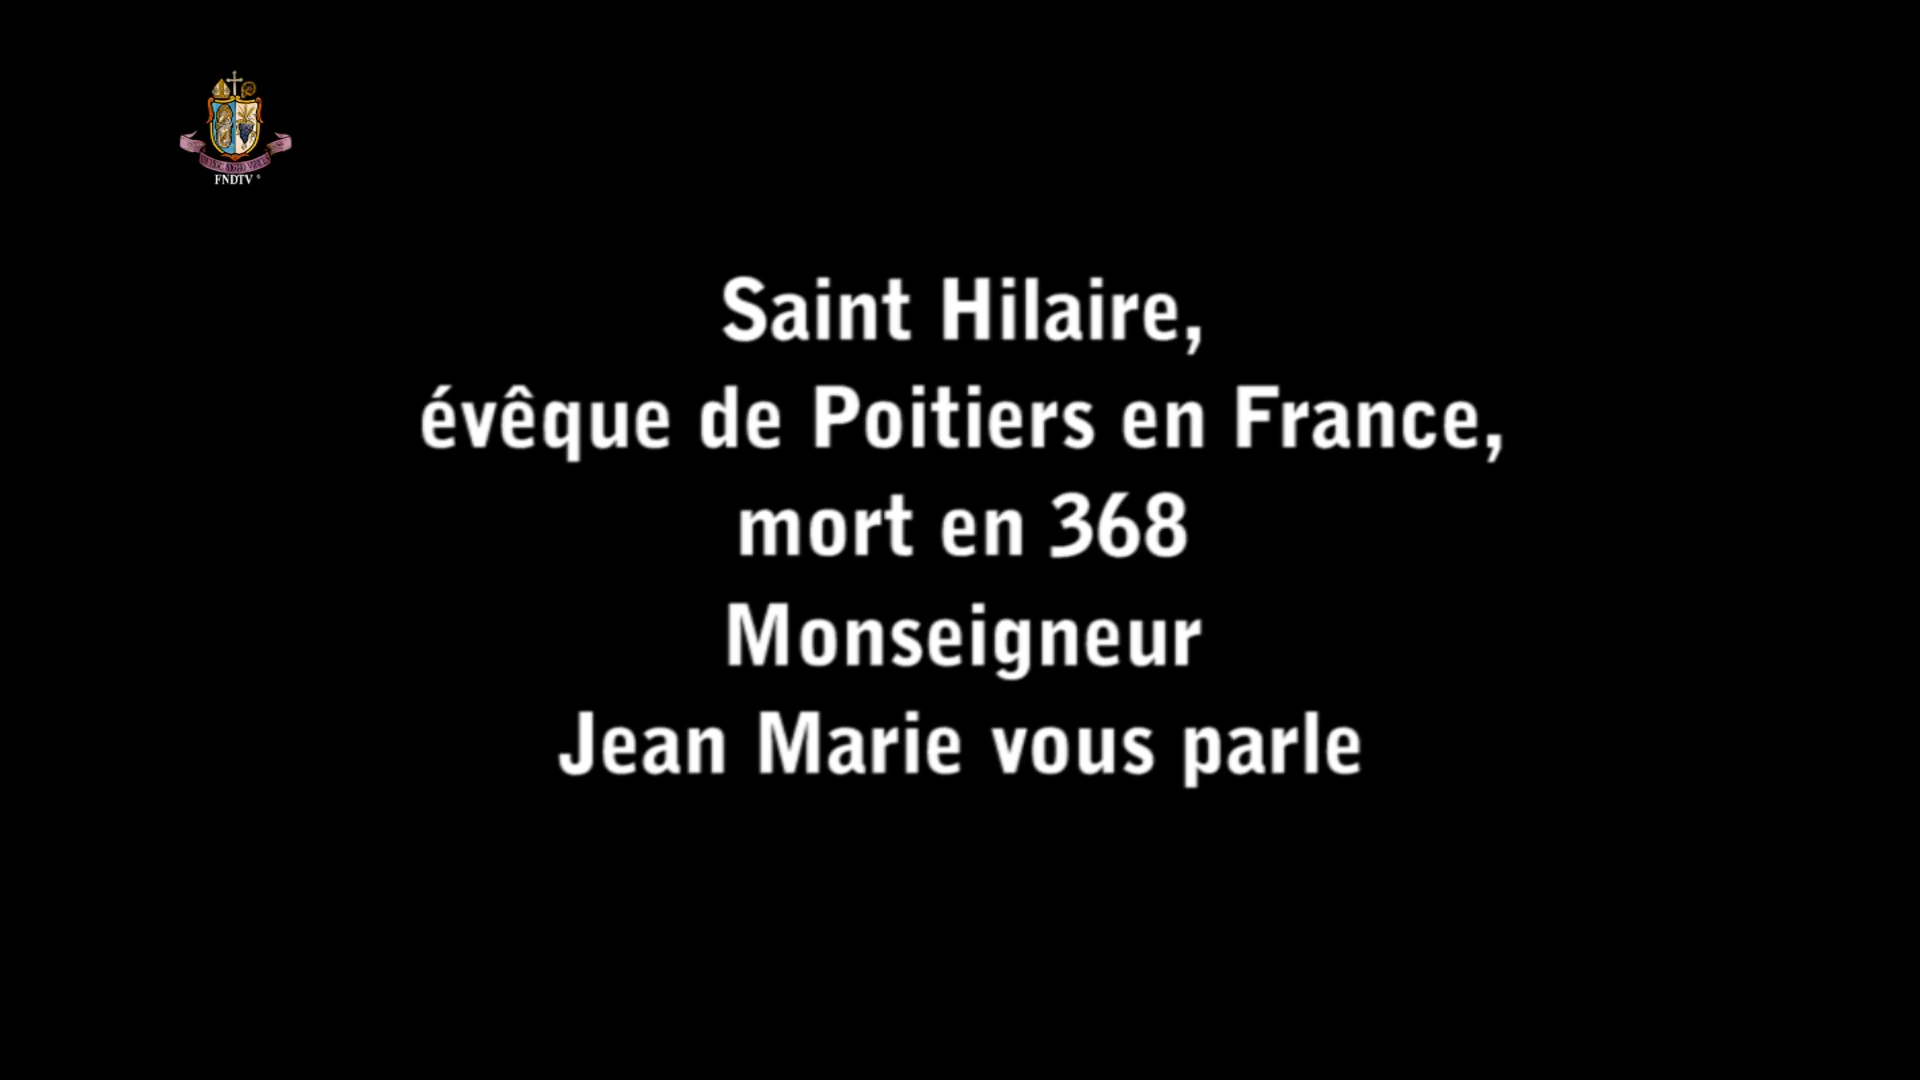 FNDTV
Saint Hilaire,
évêque de Poitiers en France,
mort en 368
Monseigneur
Jean Marie vous parle